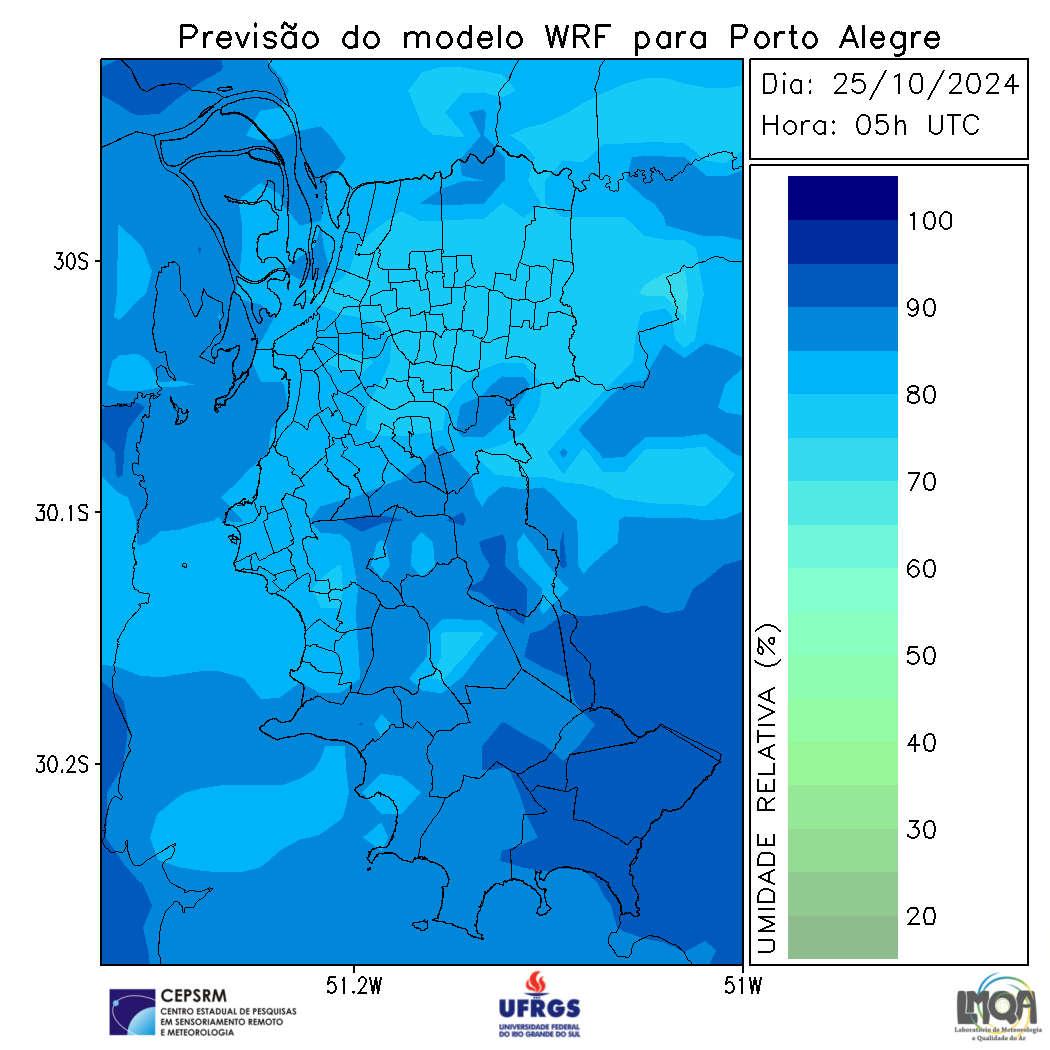 Previsão do modelo WRF para Porto Alegre
Dia: 25/10/2024
Hora: 05h UTC
30S
30.1S
30.2S
51.2W
51W
100
90
80
70
60
50
40
30
20
UMIDADE RELATIVA (%)
CEPSRM
CENTRO ESTADUAL DE PESQUISAS
EM SENSORIAMENTO REMOTO
E METEOROLOGIA
UFRGS
UNIVERSIDADE FEDERAL
DO RIO GRANDE DO SUL
LMQA
Laboratório de Meteorologia
e Qualidade do Ar